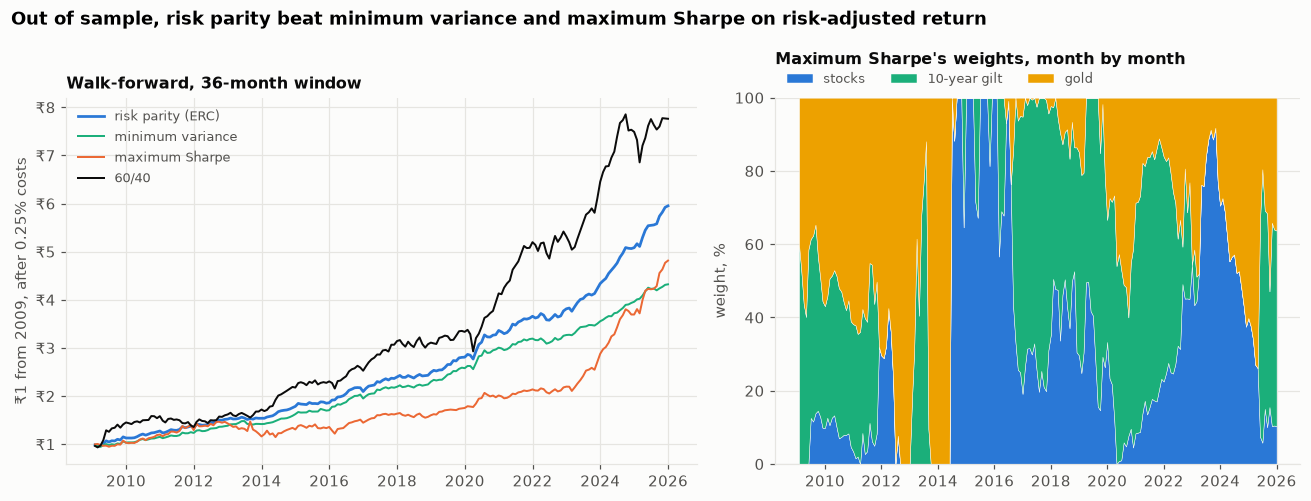 Out of sample, risk parity beat minimum variance and maximum Sharpe on risk-adjusted return
Walk-forward, 36-month window
₹1 from 2009, after 0.25% costs
₹8
₹7
₹6
₹5
₹4
₹3
₹2
₹1
risk parity (ERC)
minimum variance
maximum Sharpe
60/40
2010 2012 2014 2016 2018 2020 2022 2024 2026
Maximum Sharpe's weights, month by month
stocks 10-year gilt gold
weight, %
100
80
60
40
20
0
2010 2012 2014 2016 2018 2020 2022 2024 2026